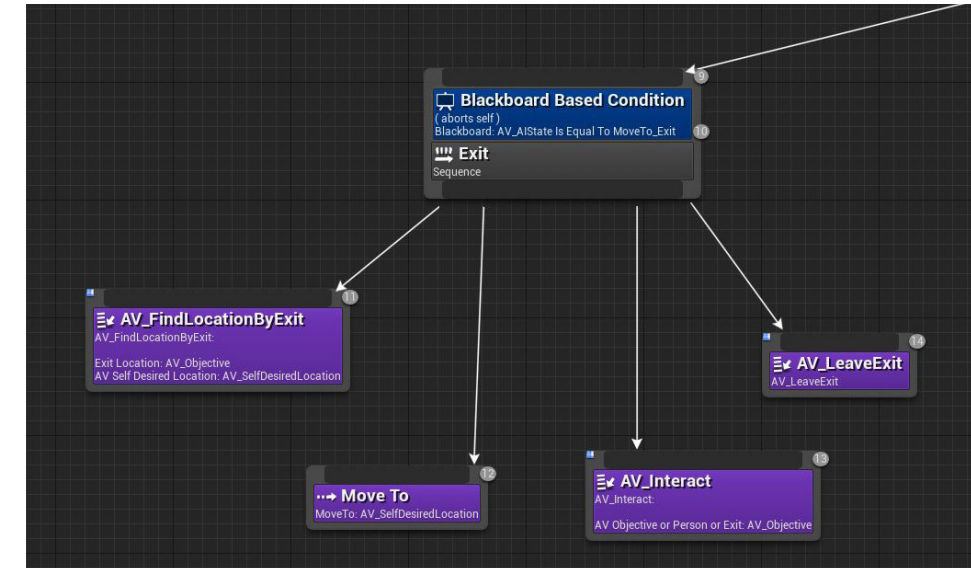 9
Blackboard Based Condition
( aborts self )
Blackboard: AV_AIState Is Equal To MoveTo_Exit
10
Exit
Sequence
11
AV_FindLocationByExit
AV_FindLocationByExit:
Exit Location: AV_Objective
AV Self Desired Location: AV_SelfDesiredLocation
14
AV_LeaveExit
AV_LeaveExit
12
Move To
MoveTo: AV_SelfDesiredLocation
13
AV_Interact
AV_Interact:
AV Objective or Person or Exit: AV_Objective